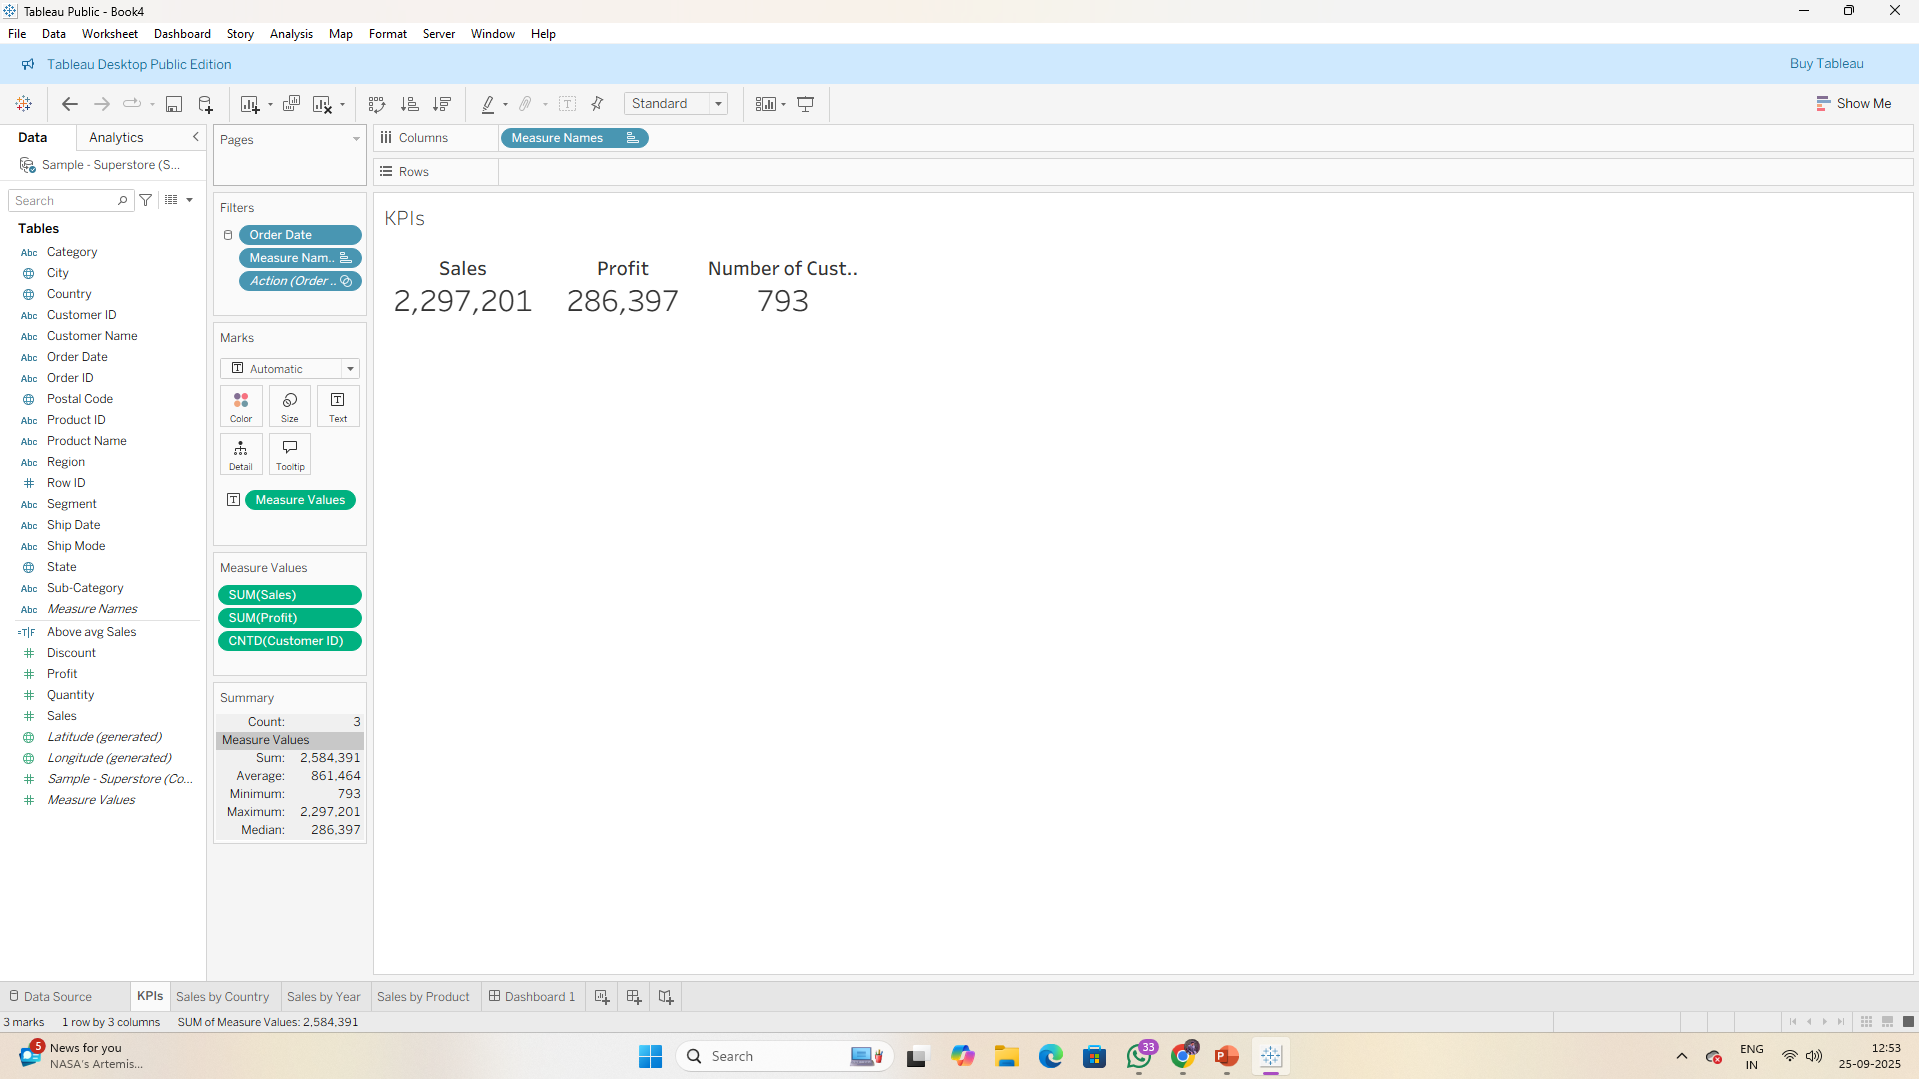 Tableau Public - Book4
File Data Worksheet Dashboard Story Analysis Map Format Server Window Help
Tableau Desktop Public Edition
Buy Tableau
Standard
Show Me
Data
Analytics
Sample - Superstore (S...
Search
Tables
Abc Category
City
Country
Abc Customer ID
Abc Customer Name
Abc Order Date
Abc Order ID
Postal Code
Abc Product ID
Abc Product Name
Abc Region
# Row ID
Abc Segment
Abc Ship Date
Abc Ship Mode
State
Abc Sub-Category
Abc Measure Names
=T|F Above avg Sales
# Discount
# Profit
# Quantity
# Sales
Latitude (generated)
Longitude (generated)
# Sample - Superstore (Co...
# Measure Values
Pages
Filters
Order Date
Measure Nam..
Action (Order ..
Marks
Automatic
Color
Size
Text
Detail
Tooltip
Measure Values
Measure Values
SUM(Sales)
SUM(Profit)
CNTD(Customer ID)
Summary
Count: 3
Measure Values
Sum: 2,584,391
Average: 861,464
Minimum: 793
Maximum: 2,297,201
Median: 286,397
Columns
Measure Names
Rows
KPIs
Sales Profit Number of Cust..
2,297,201 286,397 793
Data Source KPIs Sales by Country Sales by Year Sales by Product Dashboard 1
3 marks 1 row by 3 columns SUM of Measure Values: 2,584,391
5
News for you
NASA's Artemis...
Search
33
ENG
IN
12:53
25-09-2025